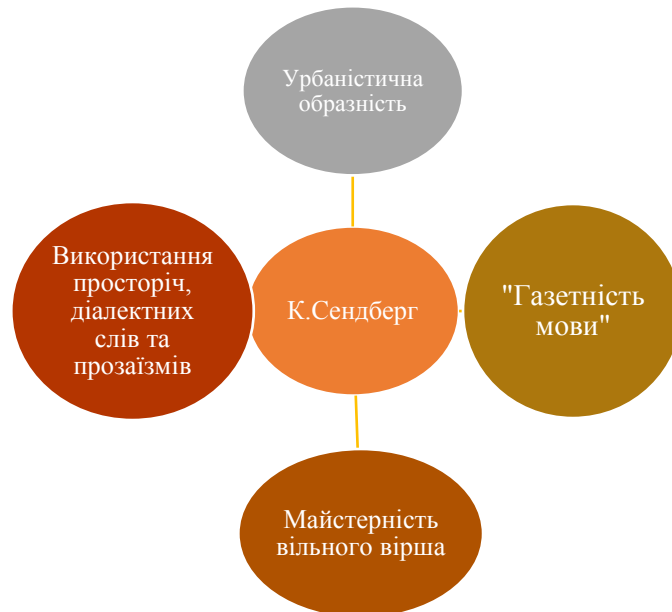 Урбаністична
образність
Використання
просторіч,
діалектних
слів та
прозаїзмів
К.Сендберг
"Газетність
мови"
Майстерність
вільного вірша